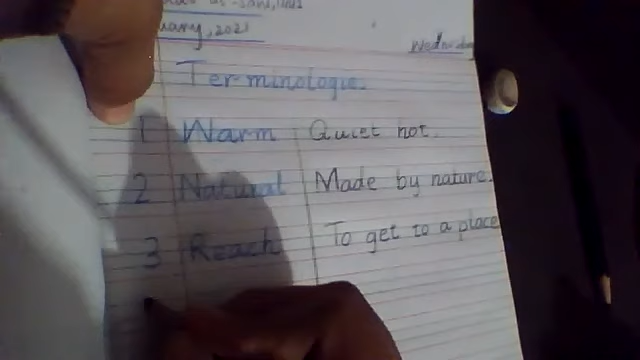 uary, 2021
Terminologie.
1 Warm Quiet hot.
2 Natural Made by nature.
3 Reach To get to a place